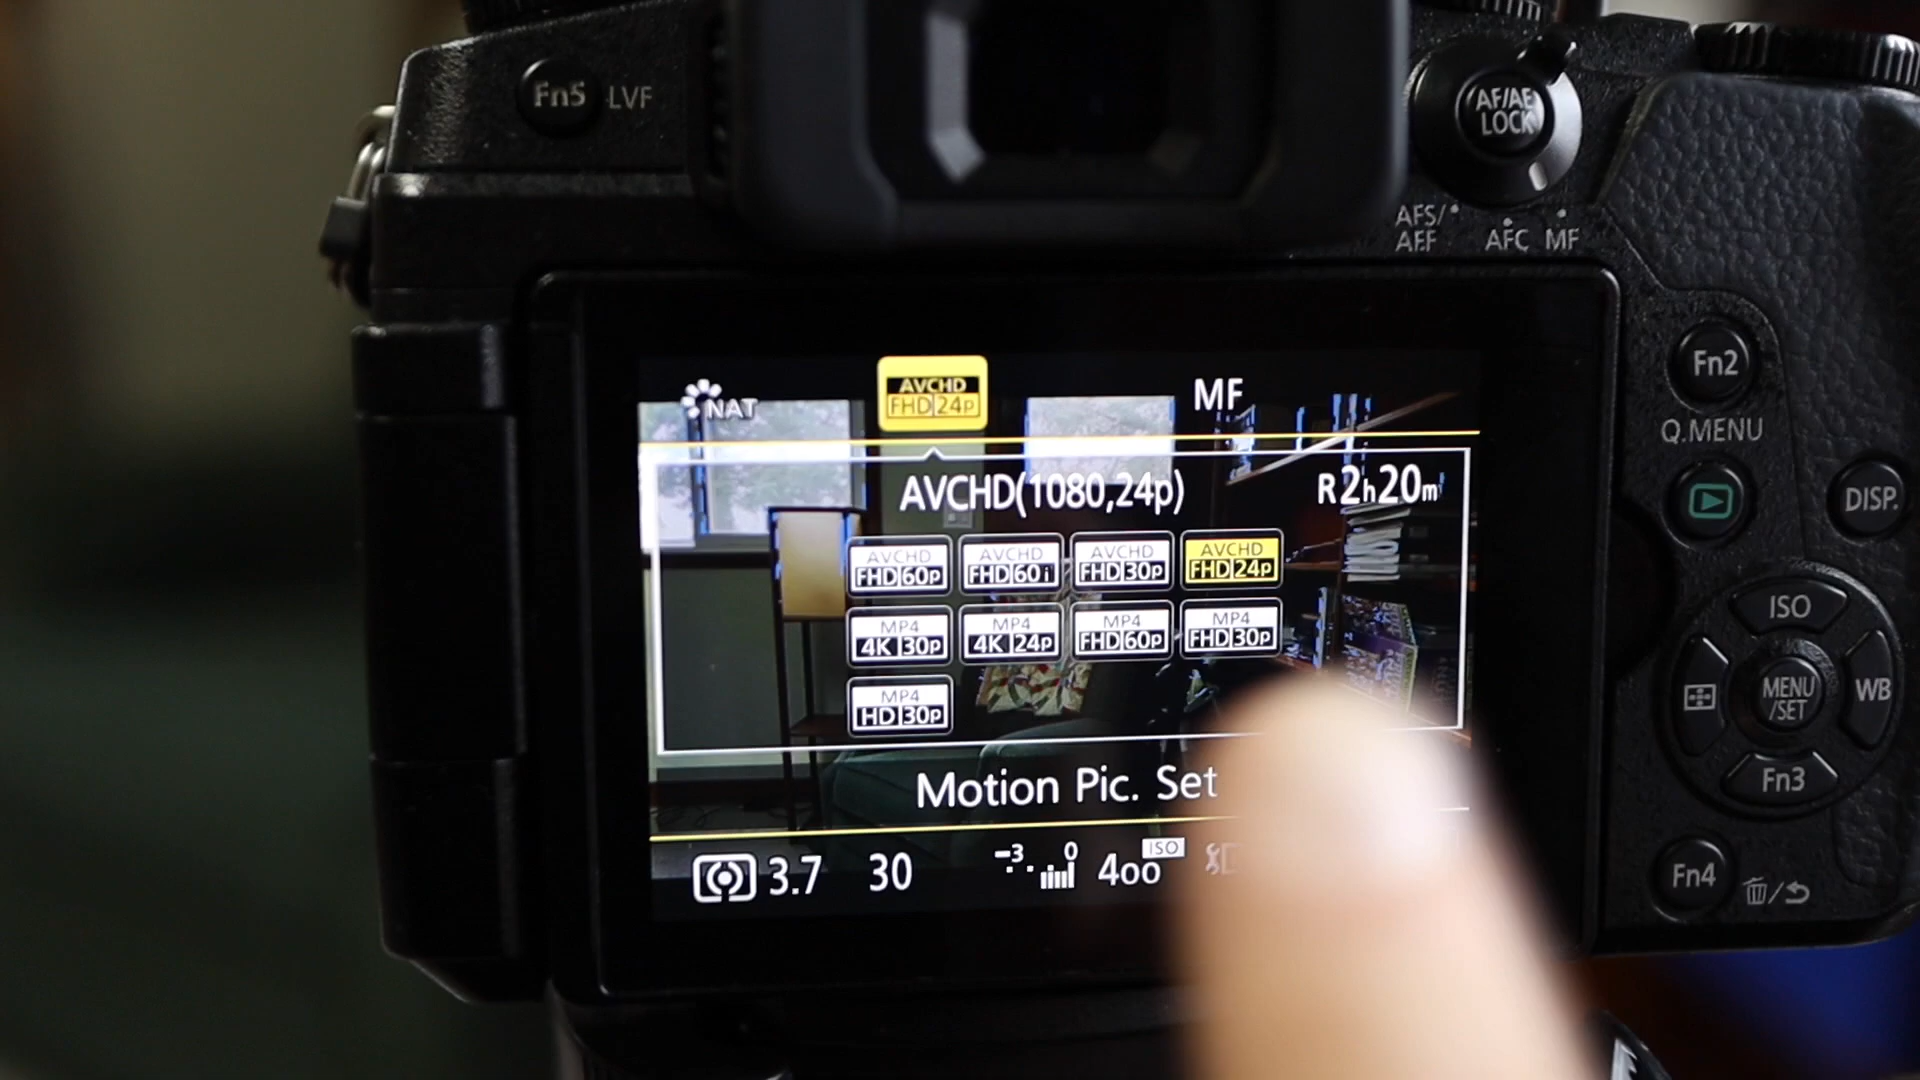 Fn5 LVF
AF/AE
LOCK
AFS/
AFF AFC MF
NAT
AVCHD
FHD 24p
MF
AVCHD(1080,24p)
R2h20m
AVCHD
FHD 60p
AVCHD
FHD 60i
AVCHD
FHD 30p
AVCHD
FHD 24p
MP4
4K 30p
MP4
4K 24p
MP4
FHD 60p
MP4
FHD 30p
MP4
HD 30p
Motion Pic. Set
3.7 30 -3 0 400 ISO
Fn2
Q.MENU
DISP.
ISO
MENU
/SET
WB
Fn3
Fn4